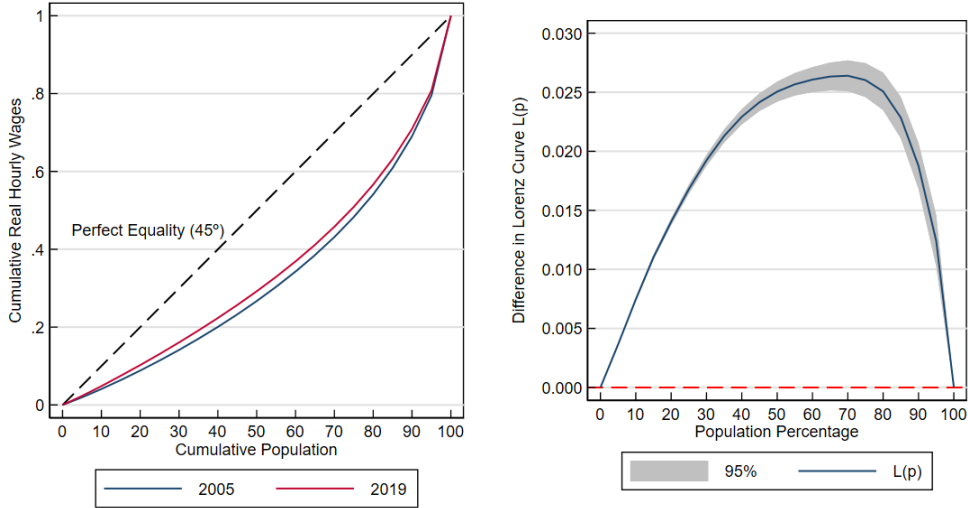 Cumulative Real Hourly Wages
1
.8
.6
.4
.2
0
Perfect Equality (45º)
0 10 20 30 40 50 60 70 80 90 100
Cumulative Population
2005 2019
Difference in Lorenz Curve L(p)
0.030
0.025
0.020
0.015
0.010
0.005
0.000
0 10 20 30 40 50 60 70 80 90 100
Population Percentage
95% L(p)